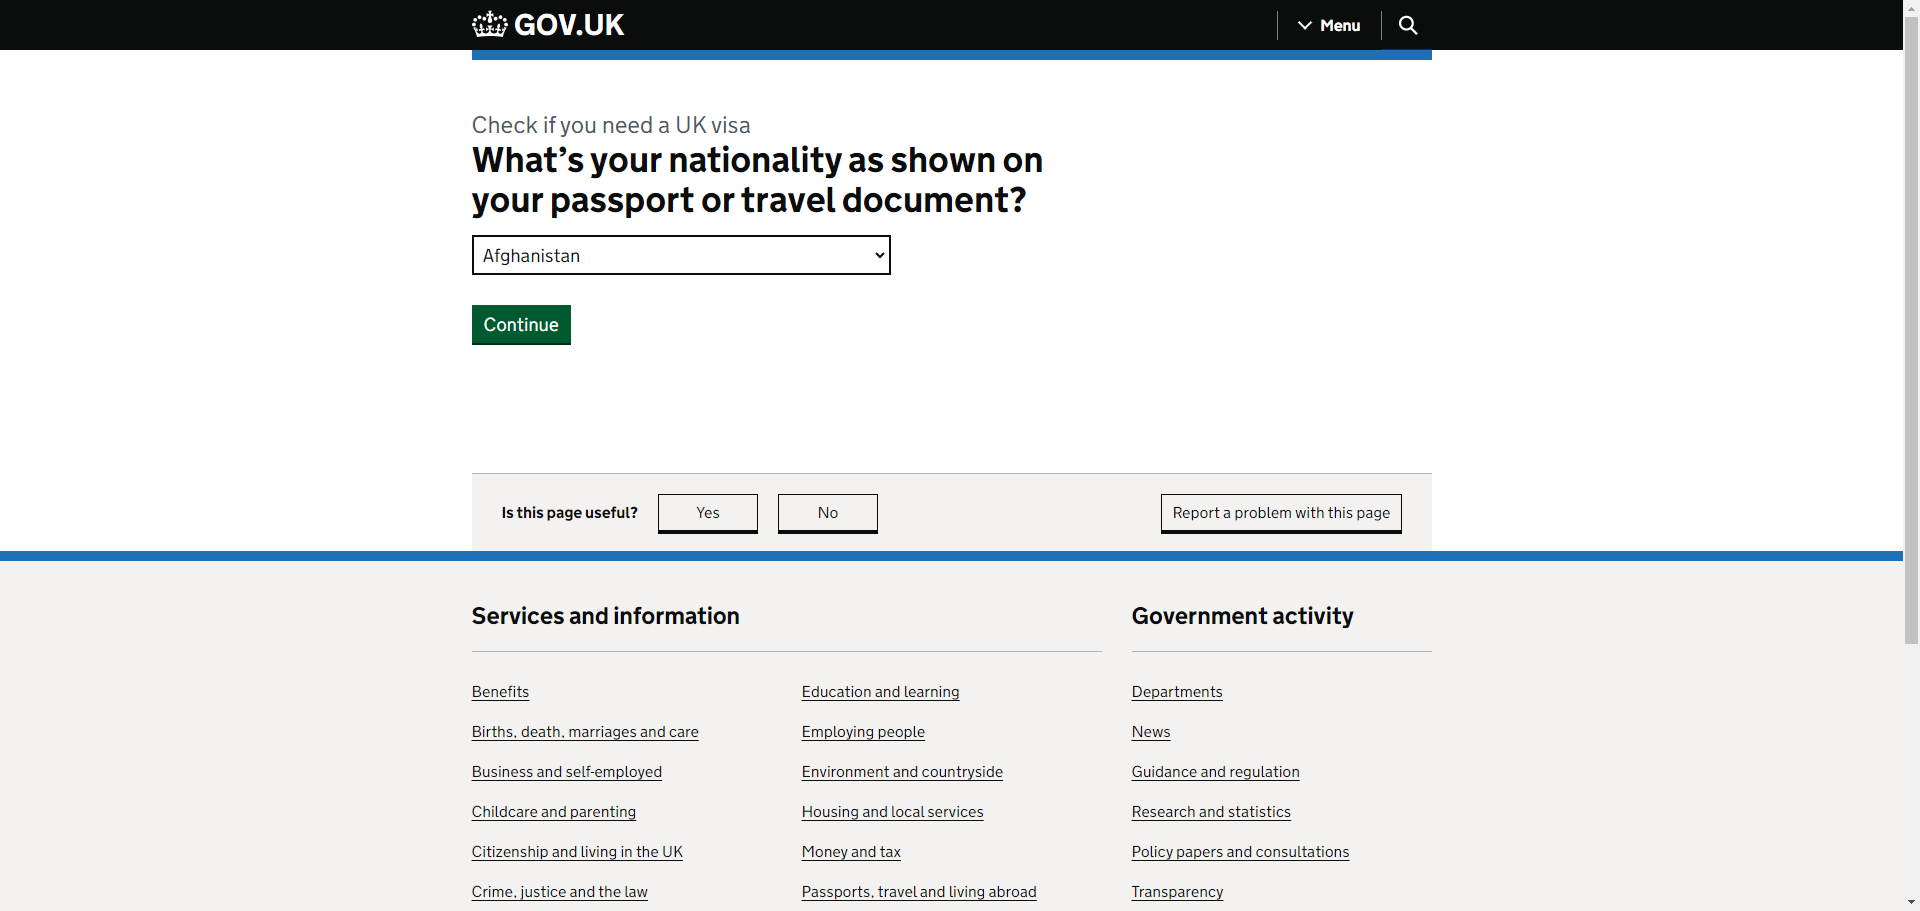 GOV.UK
Menu
Check if you need a UK visa
What's your nationality as shown on
your passport or travel document?
Afghanistan
Continue
Is this page useful?
Yes
No
Report a problem with this page
Services and information
Benefits
Births, death, marriages and care
Business and self-employed
Childcare and parenting
Citizenship and living in the UK
Crime, justice and the law
Education and learning
Employing people
Environment and countryside
Housing and local services
Money and tax
Passports, travel and living abroad
Government activity
Departments
News
Guidance and regulation
Research and statistics
Policy papers and consultations
Transparency